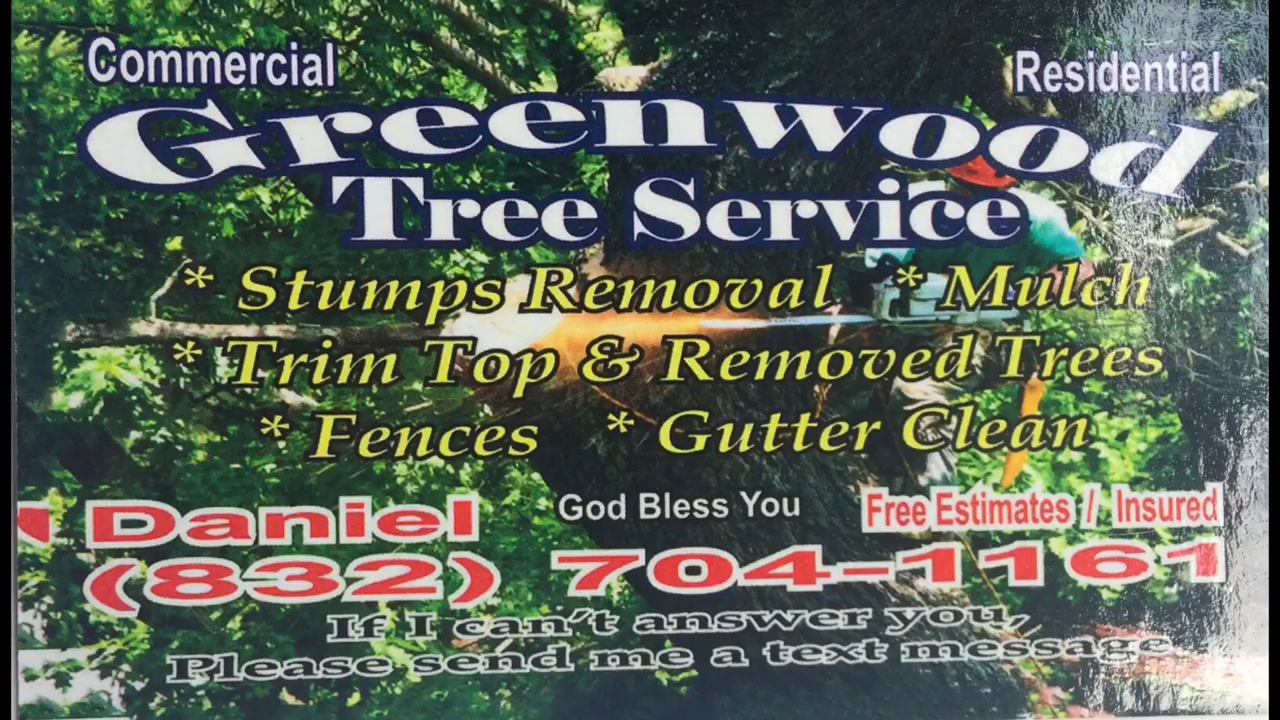 Commercial Residential
Greenwood
Tree Service
* Stumps Removal * Mulch
* Trim Top & Removed Trees
* Fences * Gutter Clean
Daniel God Bless You Free Estimates / Insured
(832) 704-1161
If I can't answer you,
Please send me a text message